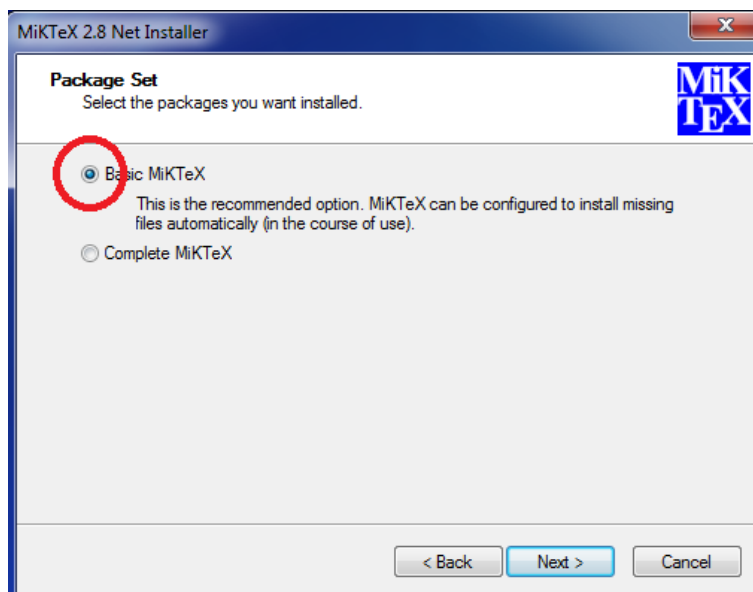 MiKTeX 2.8 Net Installer
Package Set
Select the packages you want installed.
MiK
TEX
Basic MiKTeX
This is the recommended option. MiKTeX can be configured to install missing
files automatically (in the course of use).
Complete MiKTeX
< Back Next > Cancel